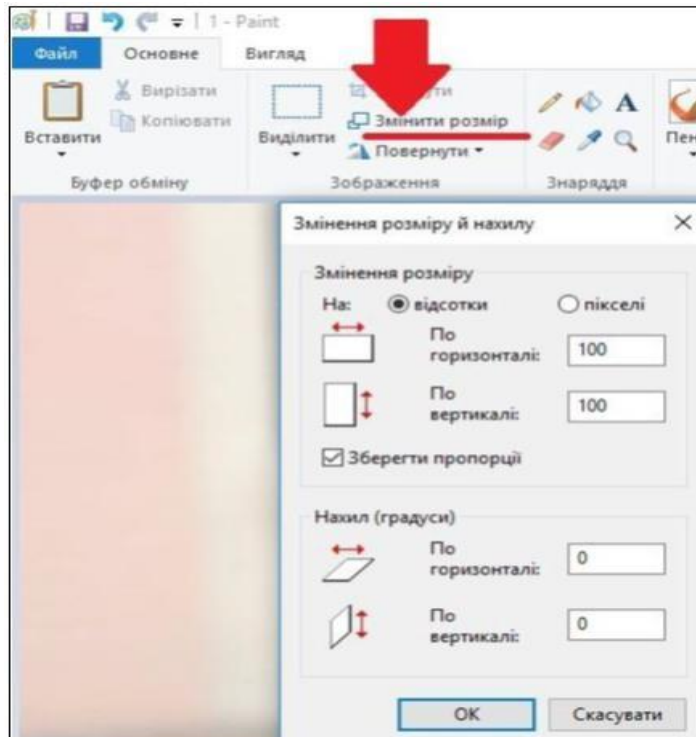 1 - Paint
Файл Основне Вигляд
Вставити
Вирізати
Копіювати
Буфер обміну
Виділити
Змінити розмір
Повернути
Зображення
A
Знаряддя
Змінення розміру й нахилу
Змінення розміру
На: відсотки пікселі
По
горизонталі:
100
По
вертикалі:
100
Зберегти пропорції
Нахил (градуси)
По
горизонталі:
0
По
вертикалі:
0
OK Скасувати